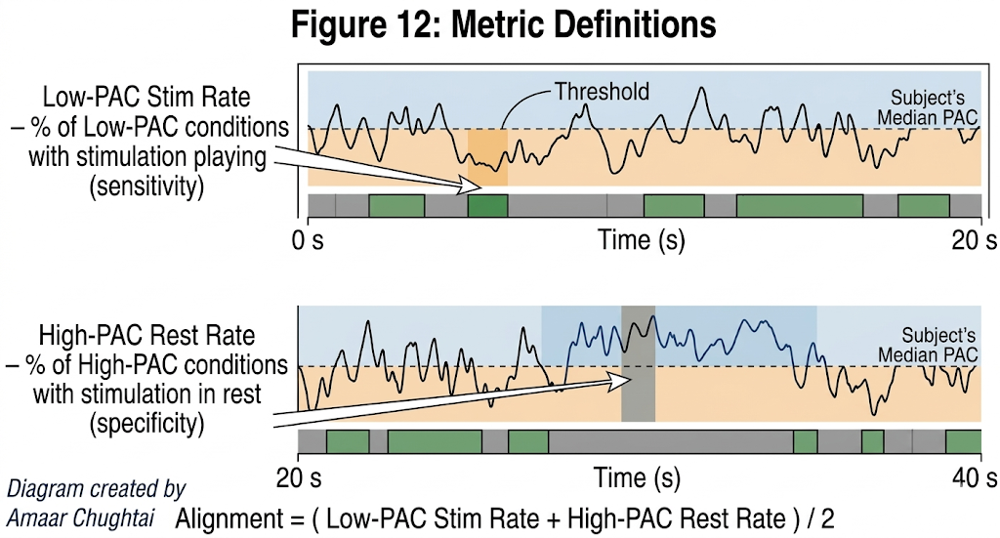 Figure 12: Metric Definitions
Low-PAC Stim Rate
– % of Low-PAC conditions
with stimulation playing
(sensitivity)
Threshold
Subject's
Median PAC
0 s
Time (s)
20 s
High-PAC Rest Rate
– % of High-PAC conditions
with stimulation in rest
(specificity)
Subject's
Median PAC
20 s
Time (s)
40 s
Diagram created by
Amaar Chughtai
Alignment = ( Low-PAC Stim Rate + High-PAC Rest Rate ) / 2